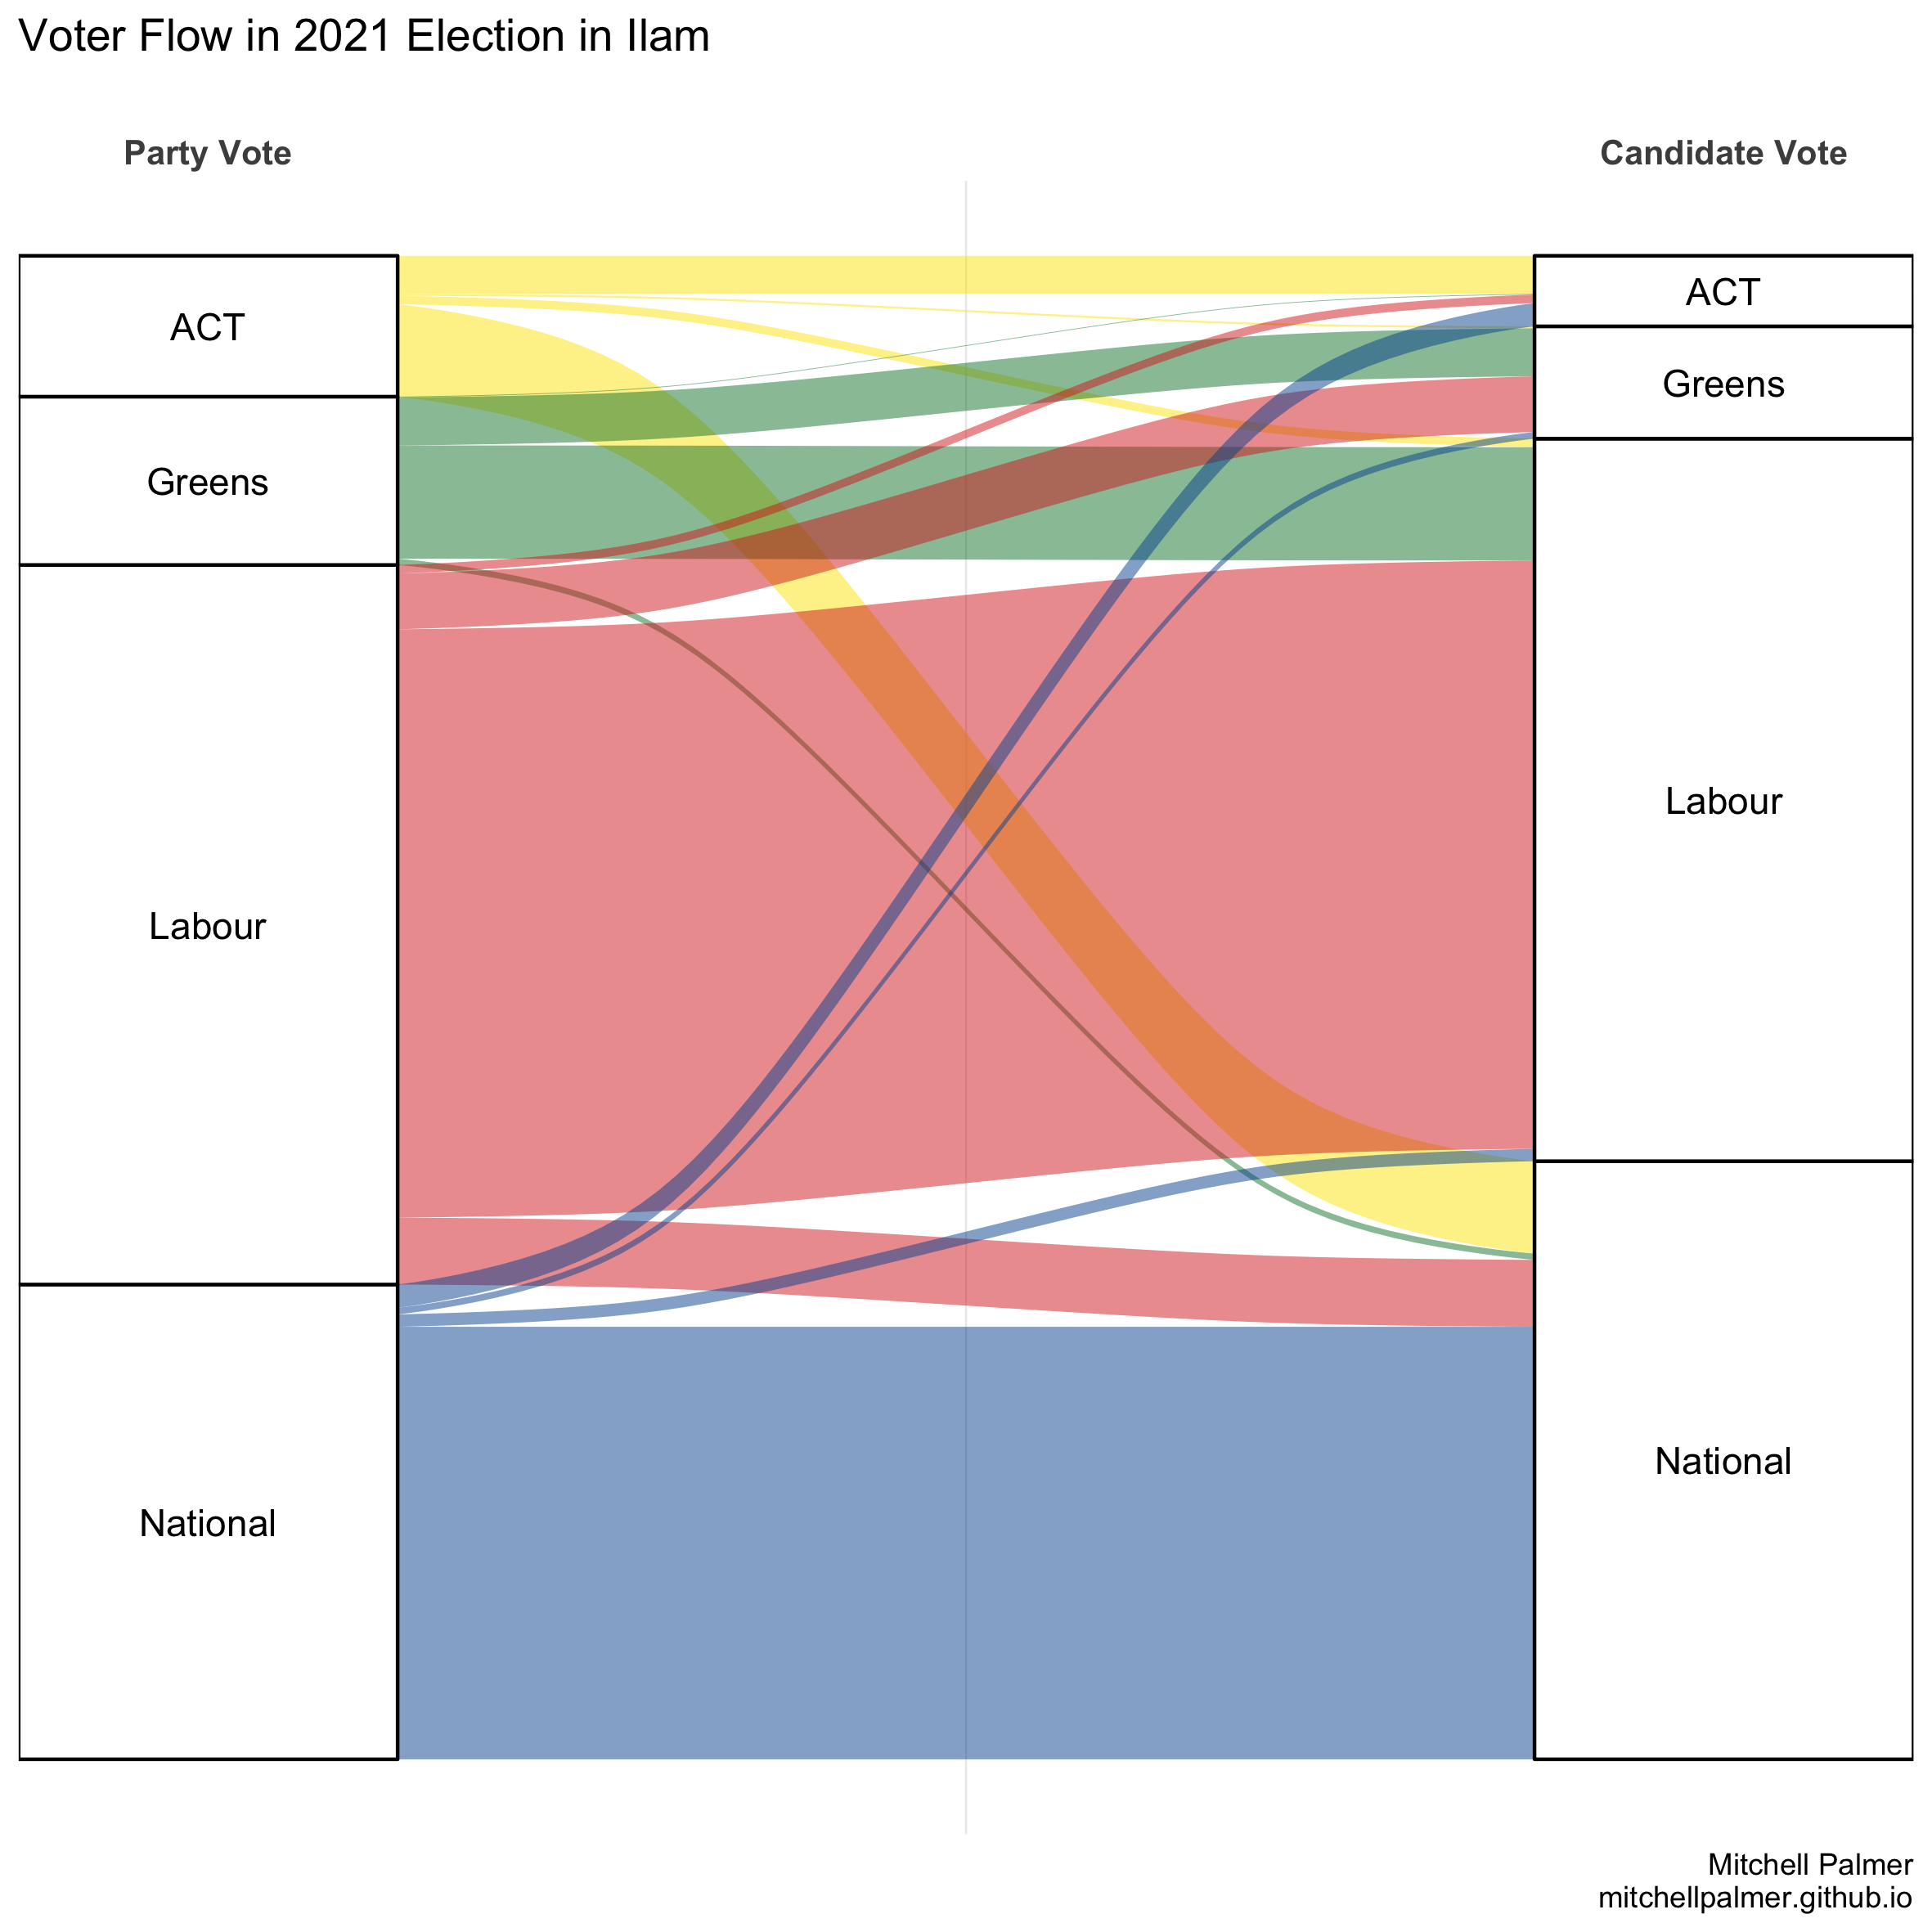 Voter Flow in 2021 Election in Ilam
Party Vote
Candidate Vote
ACT
Greens
Labour
National
ACT
Greens
Labour
National
Mitchell Palmer
mitchellpalmer.github.io